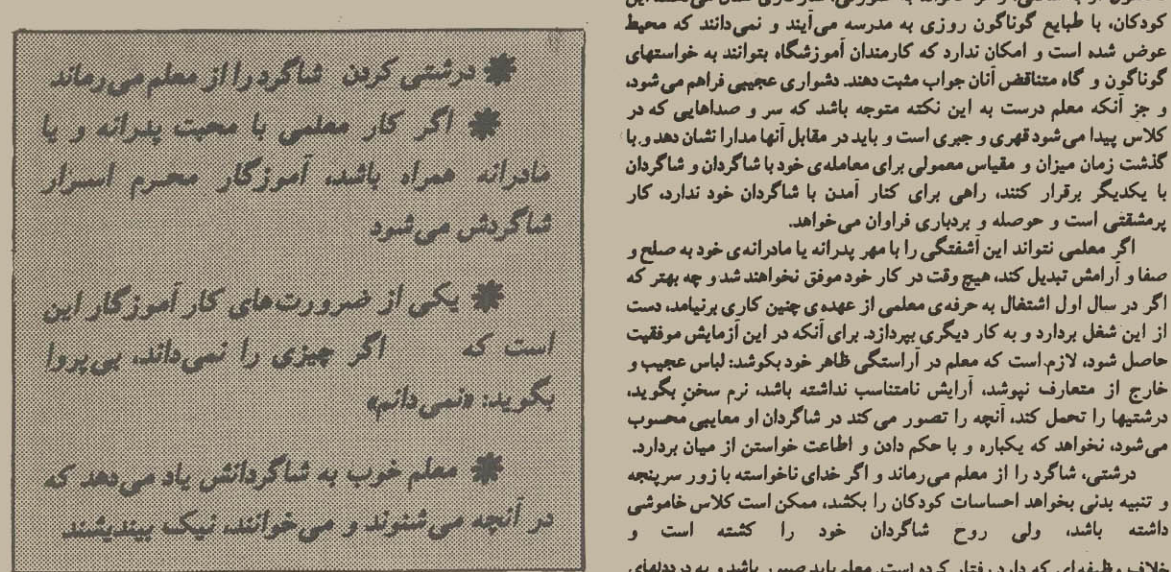 کودکان، با طبایع گوناگون روزی به مدرسه می‌آیند و نمی‌دانند که محیط
عوض شده است و امکان ندارد که کارمندان آموزشگاه بتوانند به خواستهای
گوناگون و گاه متناقض آنان جواب مثبت دهند. دشواری عجیبی فراهم می‌شود،
و جز آنکه معلم درست به این نکته متوجه باشد که سر و صداهایی که در
کلاس پیدا می‌شود قهری و جبری است و باید در مقابل آنها مدارا نشان دهد و با
گذشت زمان میزان و مقیاس معمولی برای معامله‌ی خود با شاگردان و شاگردان
با یکدیگر برقرار کنند، راهی برای کنار آمدن با شاگردان خود ندارد، کار
پرمشقتی است و حوصله و بردباری فراوان می‌خواهد.
اگر معلمی نتواند این آشفتگی را با مهر پدرانه یا مادرانه‌ی خود به صلح و
صفا و آرامش تبدیل کند، هیچ وقت در کار خود موفق نخواهند شد و چه بهتر که
اگر در سال اول اشتغال به حرفه‌ی معلمی از عهده‌ی چنین کاری برنیامد، دست
از این شغل بردارد و به کار دیگری بپردازد. برای آنکه در این آزمایش موفقیت
حاصل شود، لازم است که معلم در آراستگی ظاهر خود بکوشد: لباس عجیب و
خارج از متعارف نپوشد، آرایش نامتناسب نداشته باشد، نرم سخن بگوید،
درشتیها را تحمل کند، آنچه را تصور می‌کند در شاگردان او معایبی محسوب
می‌شود، نخواهد که یکباره و با حکم دادن و اطاعت خواستن از میان بردارد.
درشتی، شاگرد را از معلم می‌رماند و اگر خدای ناخواسته با زور سرپنجه
و تنبیه بدنی بخواهد احساسات کودکان را بکشد، ممکن است کلاس خاموشی
داشته باشد، ولی روح شاگردان خود را کشته است و
خلاف وظیفه‌ای که دارد رفتار کرده است. معلم باید صبور باشد و به درددلهای
❋ درشتی کردن شاگرد را از معلم می‌رماند
❋ اگر کار معلمی با محبت پدرانه و یا
مادرانه همراه باشد، آموزگار محرم اسرار
شاگردش می‌شود
❋ یکی از ضرورت‌های کار آموزگار این
است که اگر چیزی را نمی‌داند، بی‌پروا
بگوید: «نمی‌دانم»
❋ معلم خوب به شاگردانش یاد می‌دهد که
در آنچه می‌شنوند و می‌خوانند، نیک بیندیشند